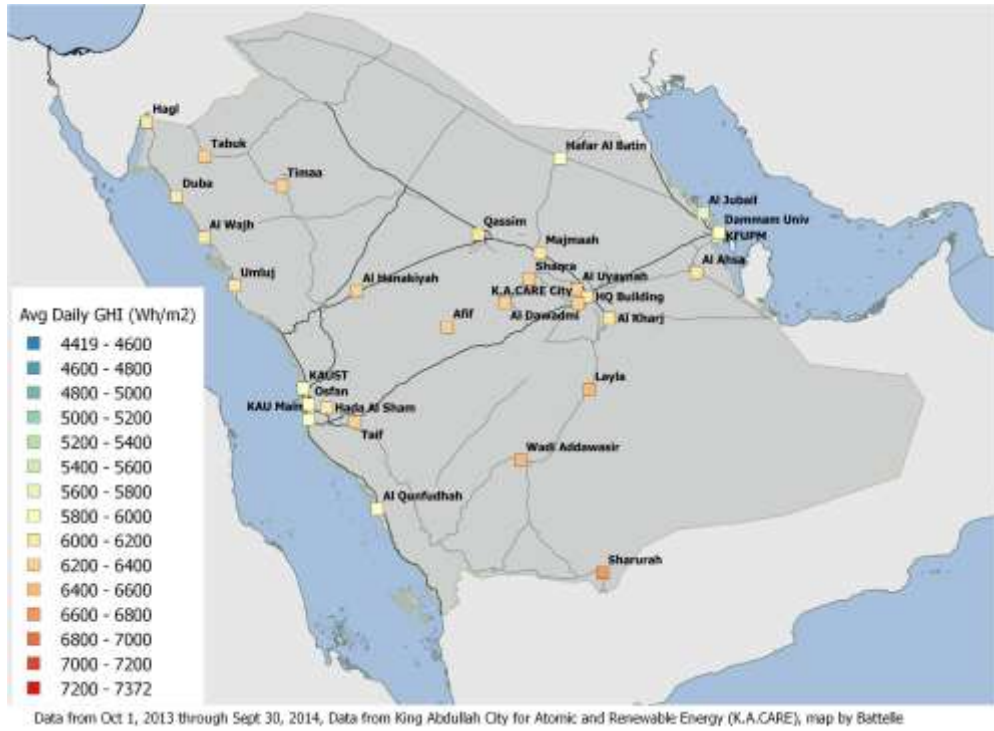 Hagl
Tabuk
Timaa
Duba
Al Wajh
Umluj
Hafar Al Batin
Al Jubail
Dammam Univ
KFUPM
Qassim
Majmaah
Al Ahsa
Shaqra
Al Uyaynah
Al Henakiyah
K.A.CARE City
HQ Building
Afif
Al Dawadmi
Al Kharj
Layla
KAUST
Osfan
KAU Main
Hada Al Sham
Taif
Wadi Addawasir
Al Qunfudhah
Sharurah
Avg Daily GHI (Wh/m2)
4419 - 4600
4600 - 4800
4800 - 5000
5000 - 5200
5200 - 5400
5400 - 5600
5600 - 5800
5800 - 6000
6000 - 6200
6200 - 6400
6400 - 6600
6600 - 6800
6800 - 7000
7000 - 7200
7200 - 7372
Data from Oct 1, 2013 through Sept 30, 2014, Data from King Abdullah City for Atomic and Renewable Energy (K.A.CARE), map by Battelle